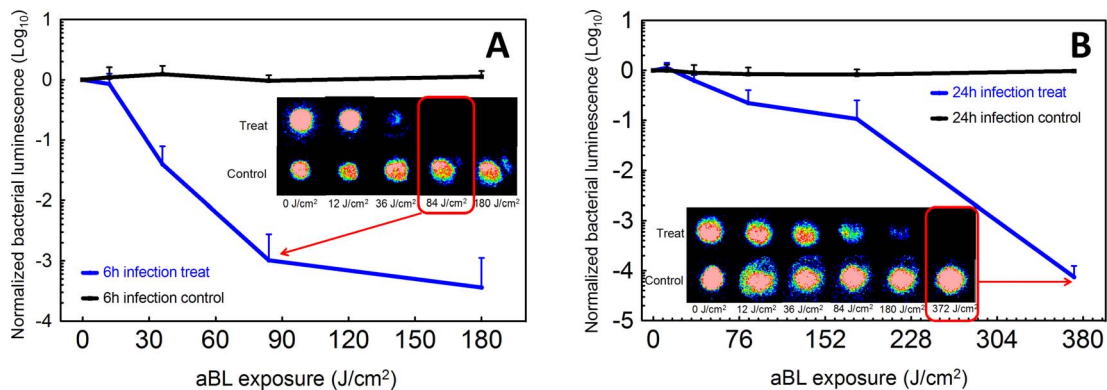 A
Normalized bacterial luminescence (Log10)
1
0
-1
-2
-3
-4
Treat
Control
0 J/cm²
12 J/cm²
36 J/cm²
84 J/cm²
180 J/cm²
6h infection treat
6h infection control
0
30
60
90
120
150
180
aBL exposure (J/cm²)
B
Normalized bacterial luminescence (Log10)
1
0
-1
-2
-3
-4
-5
24h infection treat
24h infection control
Treat
Control
0 J/cm²
12 J/cm²
36 J/cm²
84 J/cm²
180 J/cm²
372 J/cm²
0
76
152
228
304
380
aBL exposure (J/cm²)